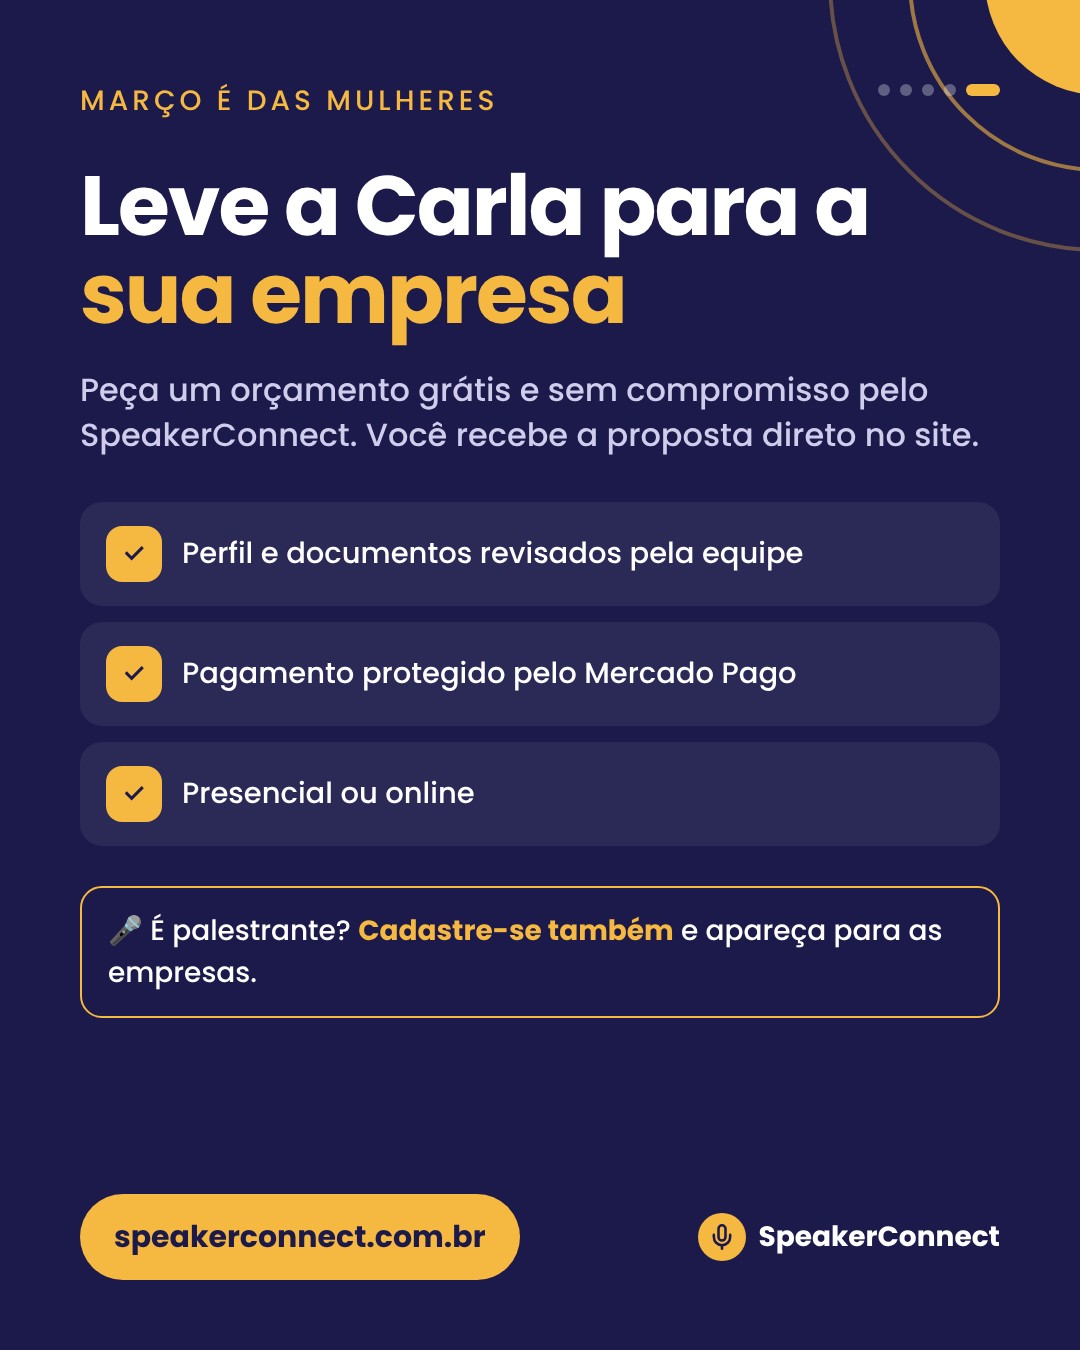 MARÇO É DAS MULHERES
Leve a Carla para a
sua empresa
Peça um orçamento grátis e sem compromisso pelo
SpeakerConnect. Você recebe a proposta direto no site.
Perfil e documentos revisados pela equipe
Pagamento protegido pelo Mercado Pago
Presencial ou online
🎤 É palestrante? Cadastre-se também e apareça para as
empresas.
speakerconnect.com.br
SpeakerConnect